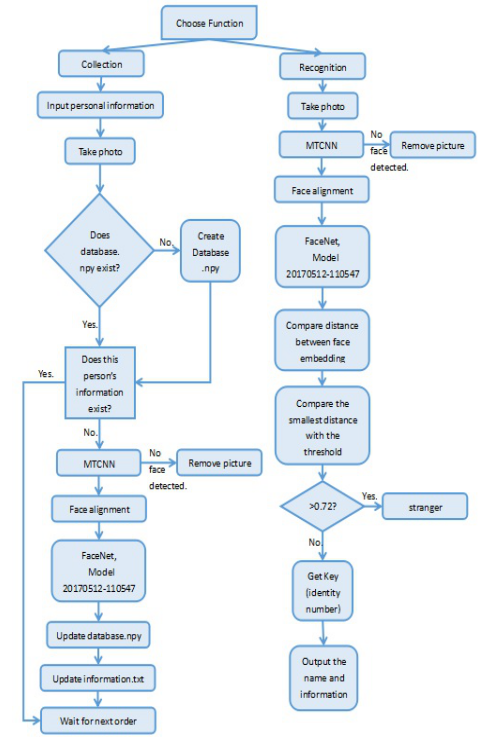 Choose Function
Collection
Input personal information
Take photo
Does
database.
npy exist?
No.
Create
Database
.npy
Yes.
Does this
person's
information
exist?
Yes.
No.
MTCNN
No
face
detected.
Remove picture
Face alignment
FaceNet,
Model
20170512-110547
Update database.npy
Update information.txt
Wait for next order
Recognition
Take photo
MTCNN
No
face
detected.
Remove picture
Face alignment
FaceNet,
Model
20170512-110547
Compare distance
between face
embedding
Compare the
smallest distance
with the
threshold
>0.72?
Yes.
stranger
No.
Get Key
(identity
number)
Output the
name and
information